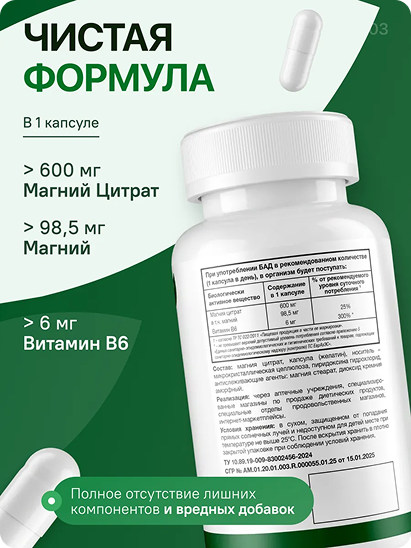 ЧИСТАЯ
ФОРМУЛА
03
В 1 капсуле
> 600 мг
Магний Цитрат
> 98,5 мг
Магний
> 6 мг
Витамин В6
При употреблении БАД в рекомендованном количестве
(1 капсула в день), в организм будет поступать:
Биологически активное вещество
Содержание в 1 капсуле
% от рекомендуемого уровня суточного потребления
Магния цитрат 600 мг
в т.ч. магний 98,5 мг 25%
Витамин В6 6 мг 300%
Состав: магния цитрат, капсула (желатин), носитель -
микрокристаллическая целлюлоза, пиридоксина гидрохлорид,
антислеживающие агенты: магния стеарат, диоксид кремния
аморфный.
Реализация: через аптечные учреждения, специализиро-
ванные магазины по продаже диетических продуктов,
специальные отделы продовольственных магазинов,
интернет-маркетплейсы.
Условия хранения: в сухом, защищенном от попадания
прямых солнечных лучей и недоступном для детей месте при
температуре не выше 25°С. После вскрытия хранить в плотно
закрытой упаковке при соблюдении условий хранения.
ТУ 10.89.19-009-83002456-2024
СГР № АМ.01.20.01.003.R.000055.01.25 от 15.01.2025
Полное отсутствие лишних
компонентов и вредных добавок